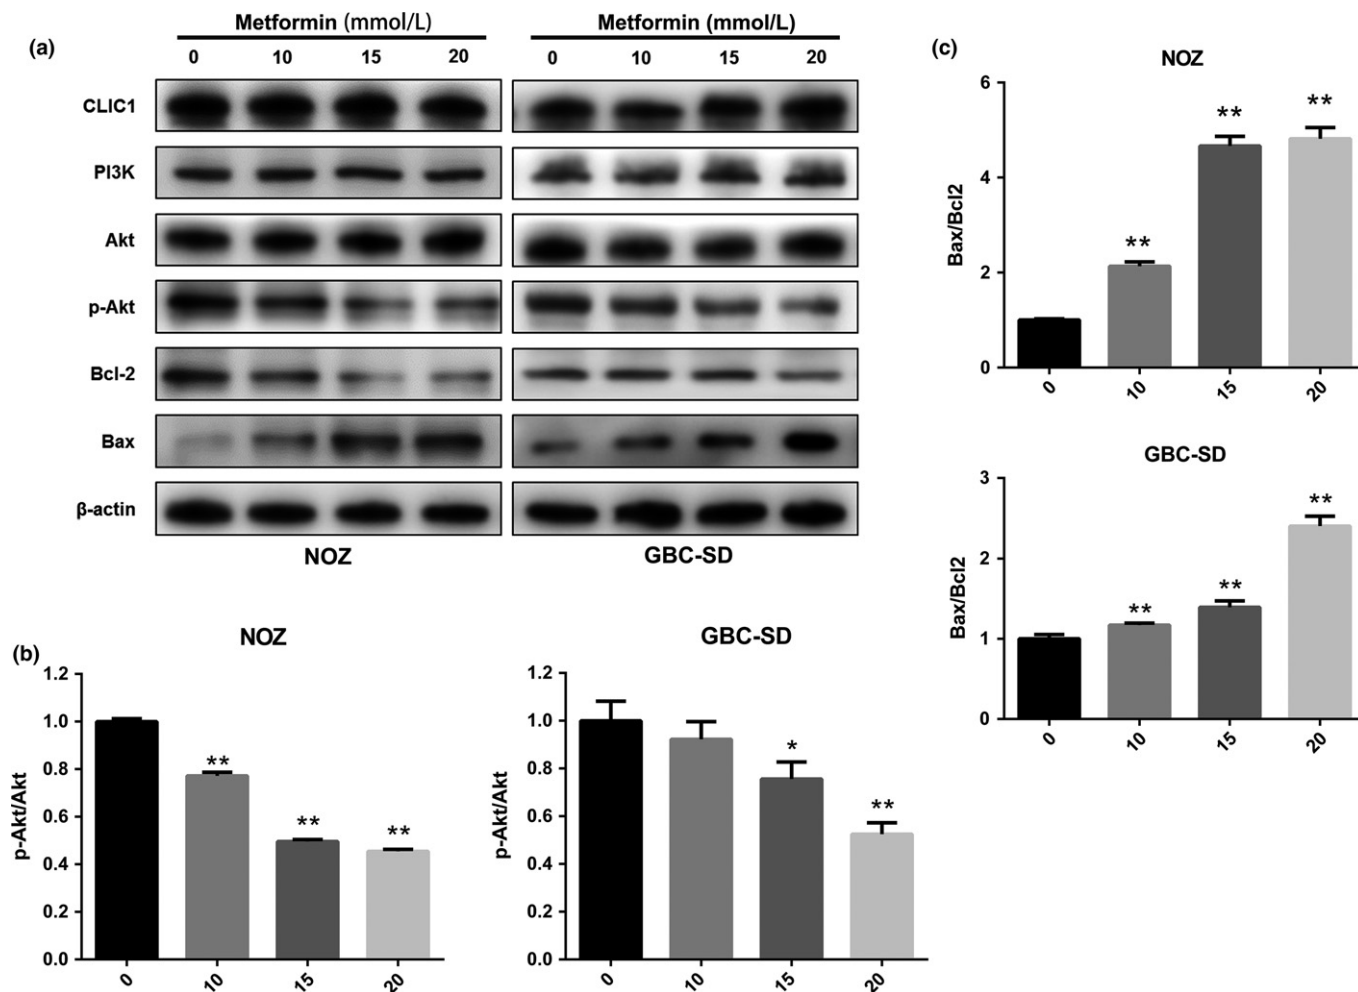 (a)
Metformin (mmol/L)
0 10 15 20
Metformin (mmol/L)
0 10 15 20
CLIC1
PI3K
Akt
p-Akt
Bcl-2
Bax
β-actin
NOZ
GBC-SD
(b)
NOZ
p-Akt/Akt
1.2
1.0
0.8
0.6
0.4
0.2
0.0
**
**
**
0 10 15 20
GBC-SD
p-Akt/Akt
1.2
1.0
0.8
0.6
0.4
0.2
0.0
*
**
0 10 15 20
(c)
NOZ
Bax/Bcl2
6
4
2
0
**
**
**
0 10 15 20
GBC-SD
Bax/Bcl2
3
2
1
0
**
**
**
0 10 15 20